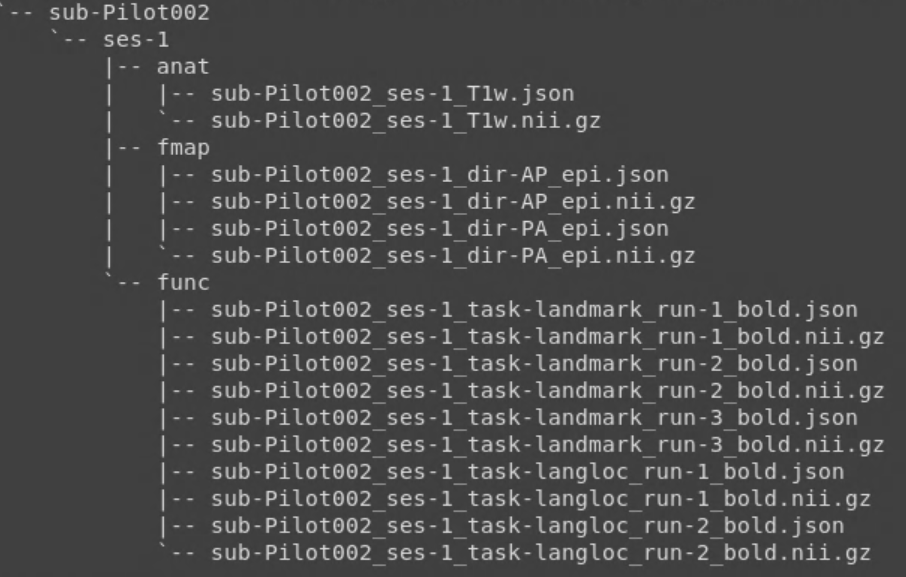 `-- sub-Pilot002
    `-- ses-1
        |-- anat
        |   |-- sub-Pilot002_ses-1_T1w.json
        |   `-- sub-Pilot002_ses-1_T1w.nii.gz
        |-- fmap
        |   |-- sub-Pilot002_ses-1_dir-AP_epi.json
        |   |-- sub-Pilot002_ses-1_dir-AP_epi.nii.gz
        |   |-- sub-Pilot002_ses-1_dir-PA_epi.json
        |   `-- sub-Pilot002_ses-1_dir-PA_epi.nii.gz
        `-- func
            |-- sub-Pilot002_ses-1_task-landmark_run-1_bold.json
            |-- sub-Pilot002_ses-1_task-landmark_run-1_bold.nii.gz
            |-- sub-Pilot002_ses-1_task-landmark_run-2_bold.json
            |-- sub-Pilot002_ses-1_task-landmark_run-2_bold.nii.gz
            |-- sub-Pilot002_ses-1_task-landmark_run-3_bold.json
            |-- sub-Pilot002_ses-1_task-landmark_run-3_bold.nii.gz
            |-- sub-Pilot002_ses-1_task-langloc_run-1_bold.json
            |-- sub-Pilot002_ses-1_task-langloc_run-1_bold.nii.gz
            |-- sub-Pilot002_ses-1_task-langloc_run-2_bold.json
            `-- sub-Pilot002_ses-1_task-langloc_run-2_bold.nii.gz